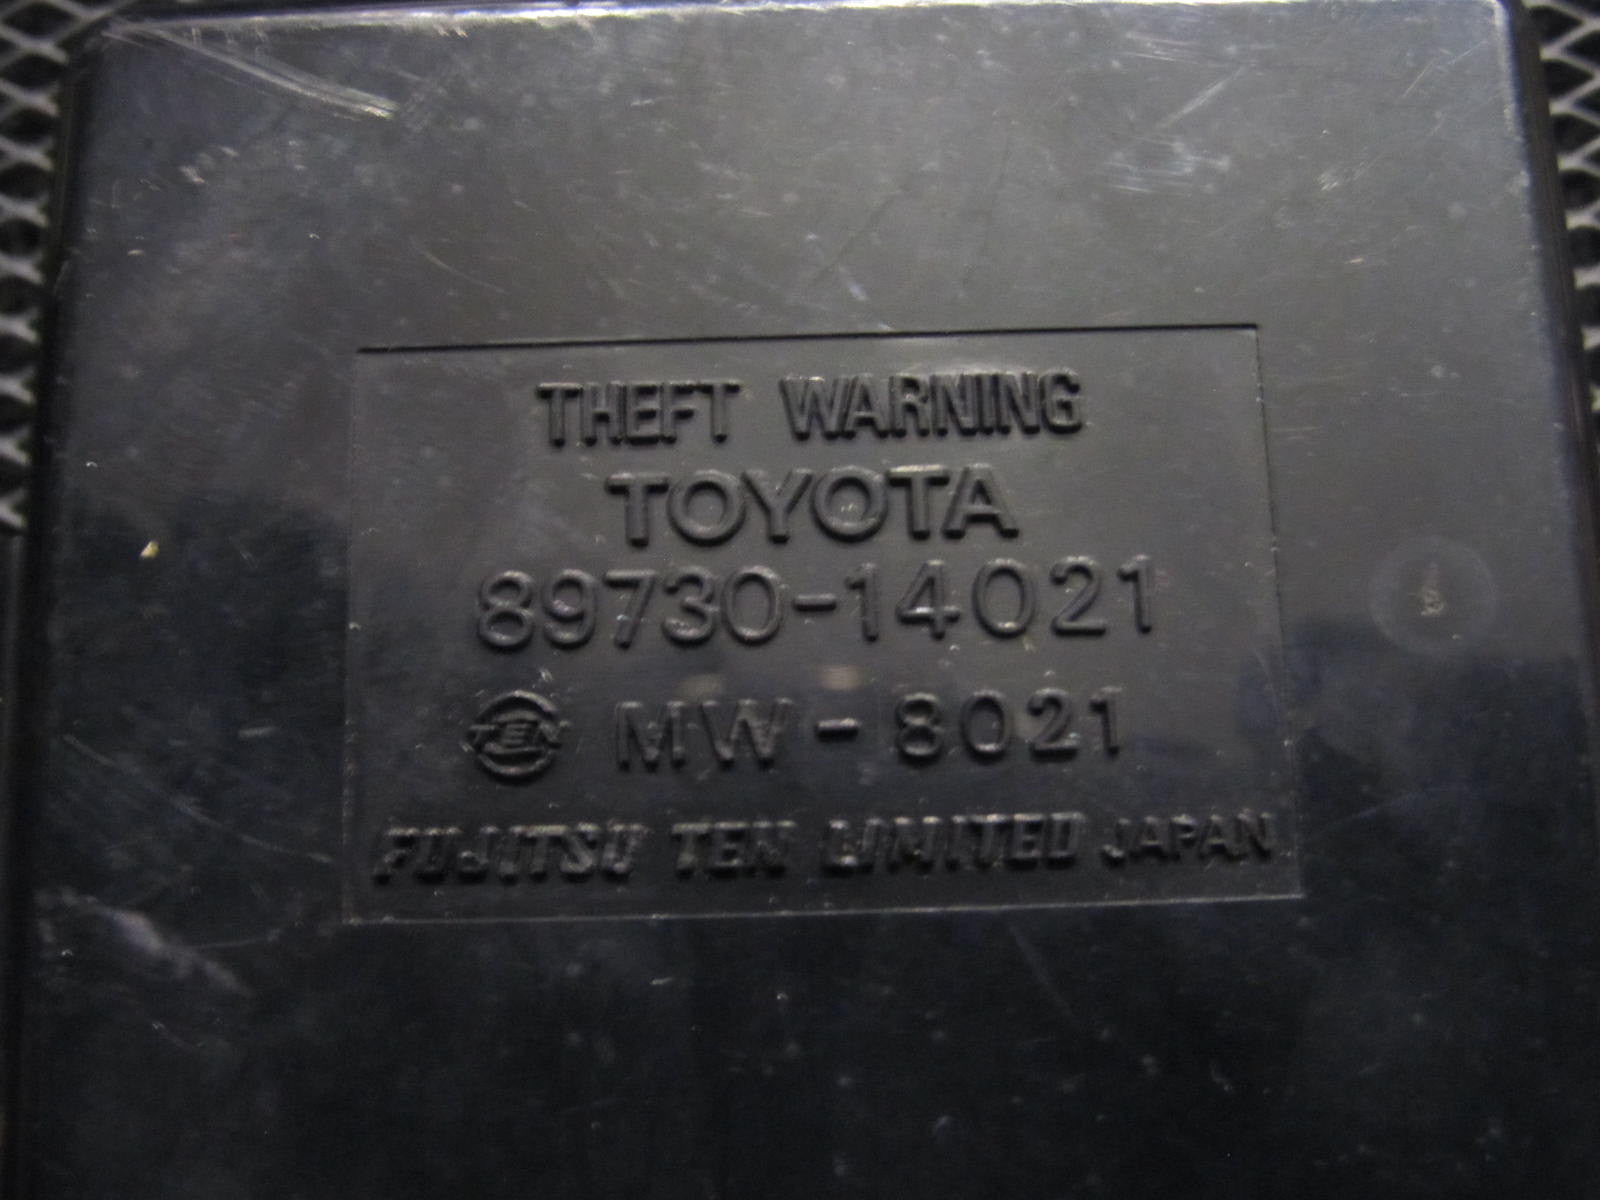 THEFT WARNING
TOYOTA
89730-14021
TEN MW-8021
FUJITSU TEN LIMITED JAPAN